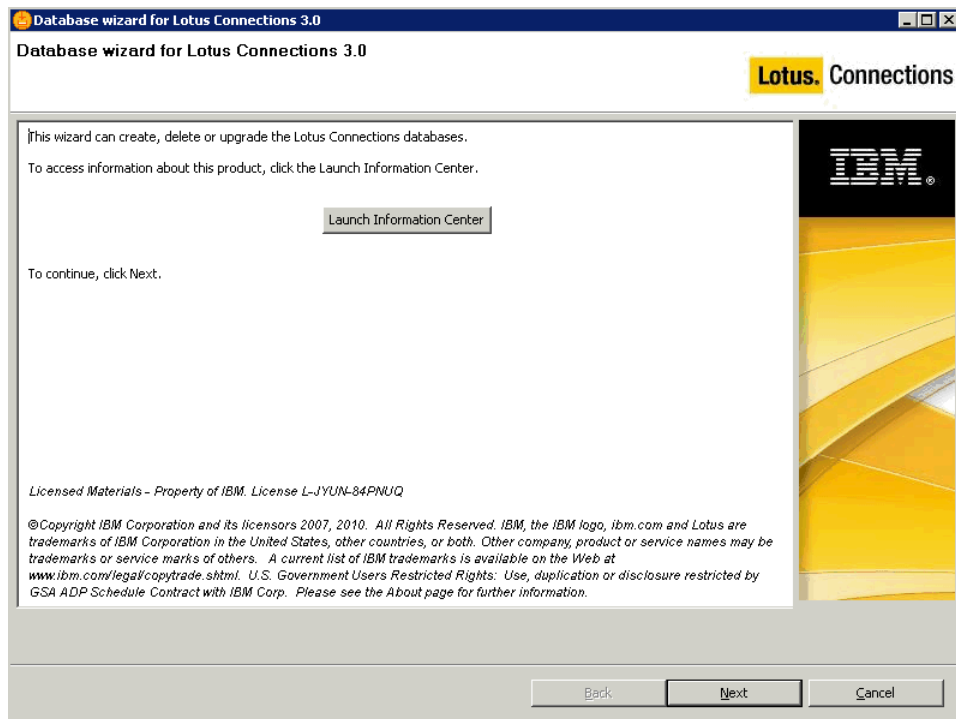 Database wizard for Lotus Connections 3.0
Database wizard for Lotus Connections 3.0
Lotus. Connections
This wizard can create, delete or upgrade the Lotus Connections databases.
To access information about this product, click the Launch Information Center.
IBM®
Launch Information Center
To continue, click Next.
Licensed Materials - Property of IBM. License L-JYUN-84PNUQ
©Copyright IBM Corporation and its licensors 2007, 2010. All Rights Reserved. IBM, the IBM logo, ibm.com and Lotus are
trademarks of IBM Corporation in the United States, other countries, or both. Other company, product or service names may be
trademarks or service marks of others. A current list of IBM trademarks is available on the Web at
www.ibm.com/legal/copytrade.shtml. U.S. Government Users Restricted Rights: Use, duplication or disclosure restricted by
GSA ADP Schedule Contract with IBM Corp. Please see the About page for further information.
Back
Next
Cancel